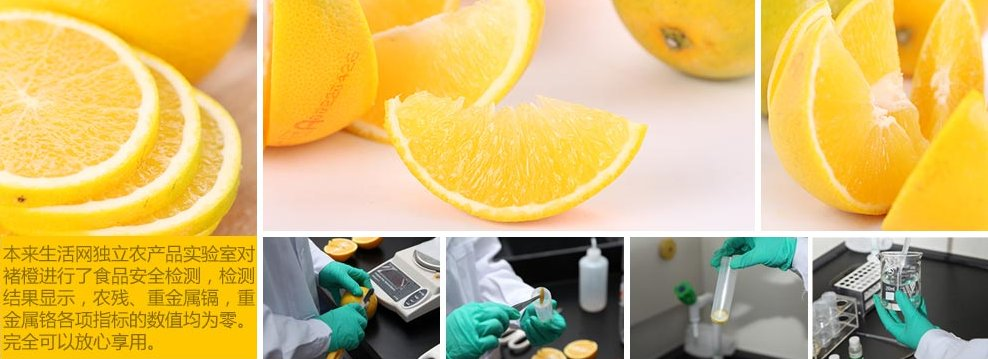 本来生活网独立农产品实验室对
褚橙进行了食品安全检测，检测
结果显示，农残、重金属镉，重
金属铬各项指标的数值均为零。
完全可以放心享用。